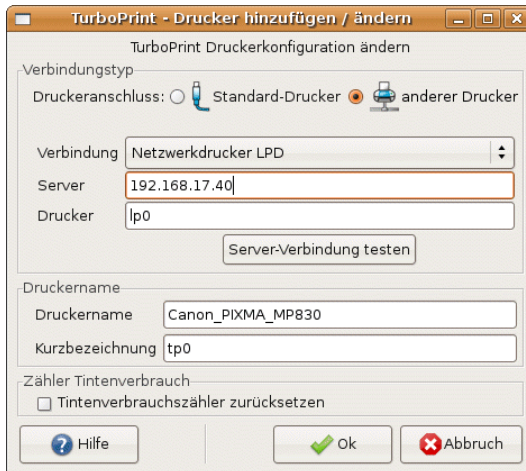 TurboPrint - Drucker hinzufügen / ändern
TurboPrint Druckerkonfiguration ändern
Verbindungstyp
Druckeranschluss: Standard-Drucker anderer Drucker
Verbindung Netzwerkdrucker LPD
Server 192.168.17.40
Drucker lp0
Server-Verbindung testen
Druckername
Druckername Canon_PIXMA_MP830
Kurzbezeichnung tp0
Zähler Tintenverbrauch
Tintenverbrauchszähler zurücksetzen
Hilfe Ok Abbruch